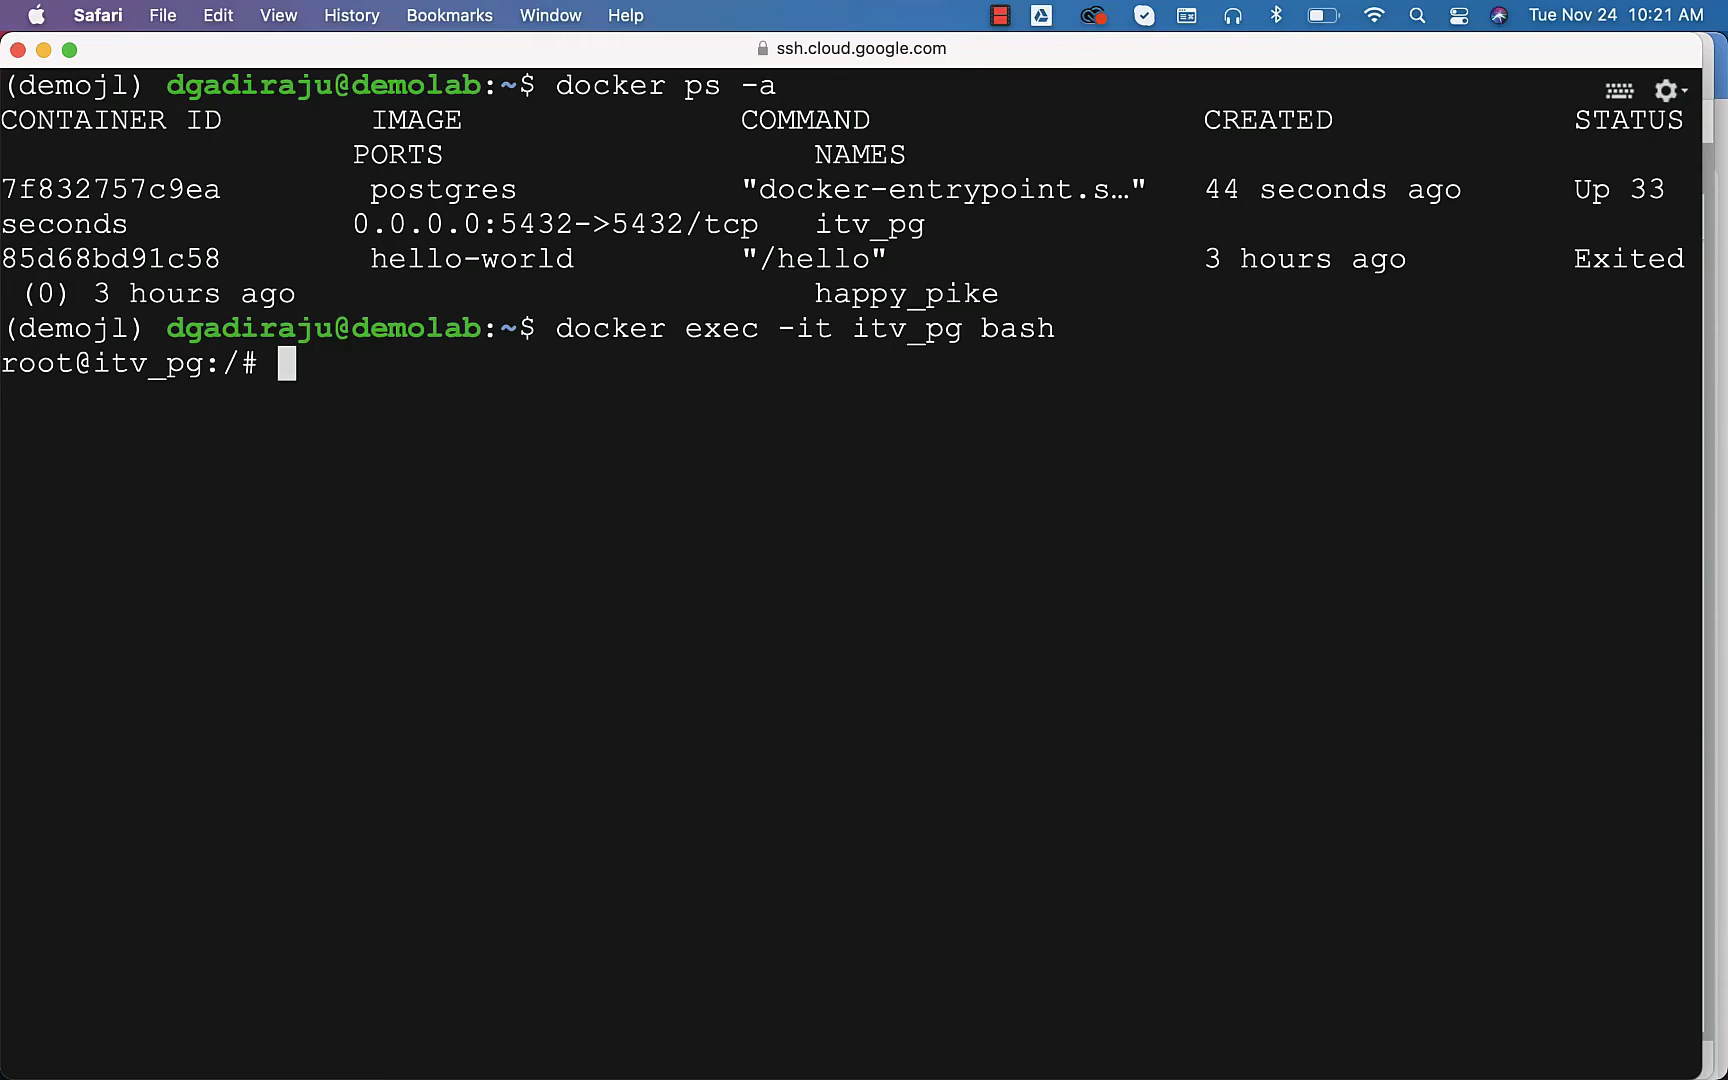 Safari File Edit View History Bookmarks Window Help Tue Nov 24 10:21 AM
ssh.cloud.google.com
(demojl) dgadiraju@demolab:~$ docker ps -a
CONTAINER ID IMAGE COMMAND CREATED STATUS
PORTS NAMES
7f832757c9ea postgres "docker-entrypoint.s…" 44 seconds ago Up 33
seconds 0.0.0.0:5432->5432/tcp itv_pg
85d68bd91c58 hello-world "/hello" 3 hours ago Exited
(0) 3 hours ago happy_pike
(demojl) dgadiraju@demolab:~$ docker exec -it itv_pg bash
root@itv_pg:/#